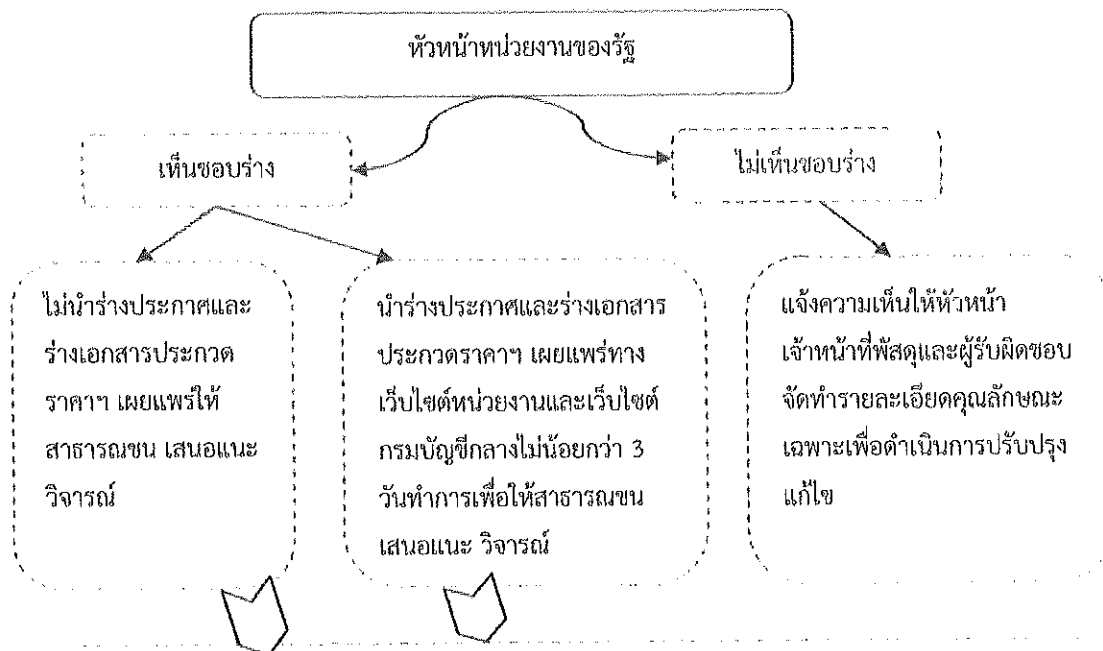 หัวหน้าหน่วยงานของรัฐ
เห็นชอบร่าง
ไม่เห็นชอบร่าง
ไม่นำร่างประกาศและ
ร่างเอกสารประกวด
ราคาฯ เผยแพร่ให้
สาธารณชน เสนอแนะ
วิจารณ์
นำร่างประกาศและร่างเอกสาร
ประกวดราคาฯ เผยแพร่ทาง
เว็บไซต์หน่วยงานและเว็บไซต์
กรมบัญชีกลางไม่น้อยกว่า 3
วันทำการเพื่อให้สาธารณชน
เสนอแนะ วิจารณ์
แจ้งความเห็นให้หัวหน้า
เจ้าหน้าที่พัสดุและผู้รับผิดชอบ
จัดทำรายละเอียดคุณลักษณะ
เฉพาะเพื่อดำเนินการปรับปรุง
แก้ไข